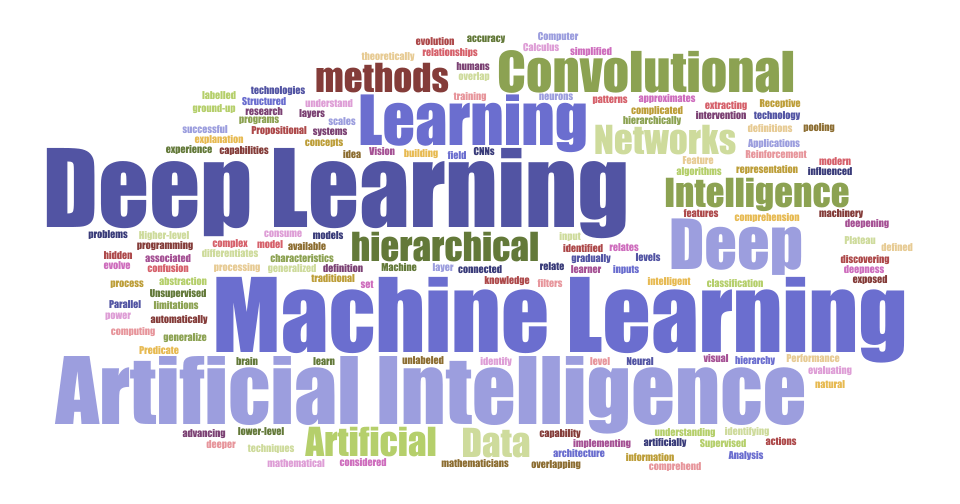 evolution accuracy Computer
theoretically relationships Calculus simplified
methods humans overlap Convolutional
labelled technologies training neurons patterns approximates
ground-up Structured understand Learning extracting Receptive
research layers complicated intervention technology
programs scales hierarchically
successful Propositional systems Networks definitions pooling
explanation concepts Applications
experience capabilities idea Vision building field CNNs Reinforcement
Deep Learning Feature modern
algorithms representation influenced
Intelligence
features comprehension machinery
deepening
problems Higher-level consume models hierarchical input Deep Plateau
programming complex model available identified relates defined
hidden associated differentiates characteristics gradually levels discovering
evolve confusion processing generalized definition Machine layer connected relate learner inputs deepness
process abstraction traditional set knowledge filters intelligent classification exposed
Unsupervised Machine Learning
Parallel limitations
power automatically
computing generalize
Predicate
brain learn unlabeled identify level Neural visual hierarchy Performance
Artificial Intelligence evaluating
natural
advancing lower-level Artificial Data capability understanding identifying
deeper techniques implementing artificially Supervised actions
architecture information Analysis
mathematical considered mathematicians overlapping comprehend